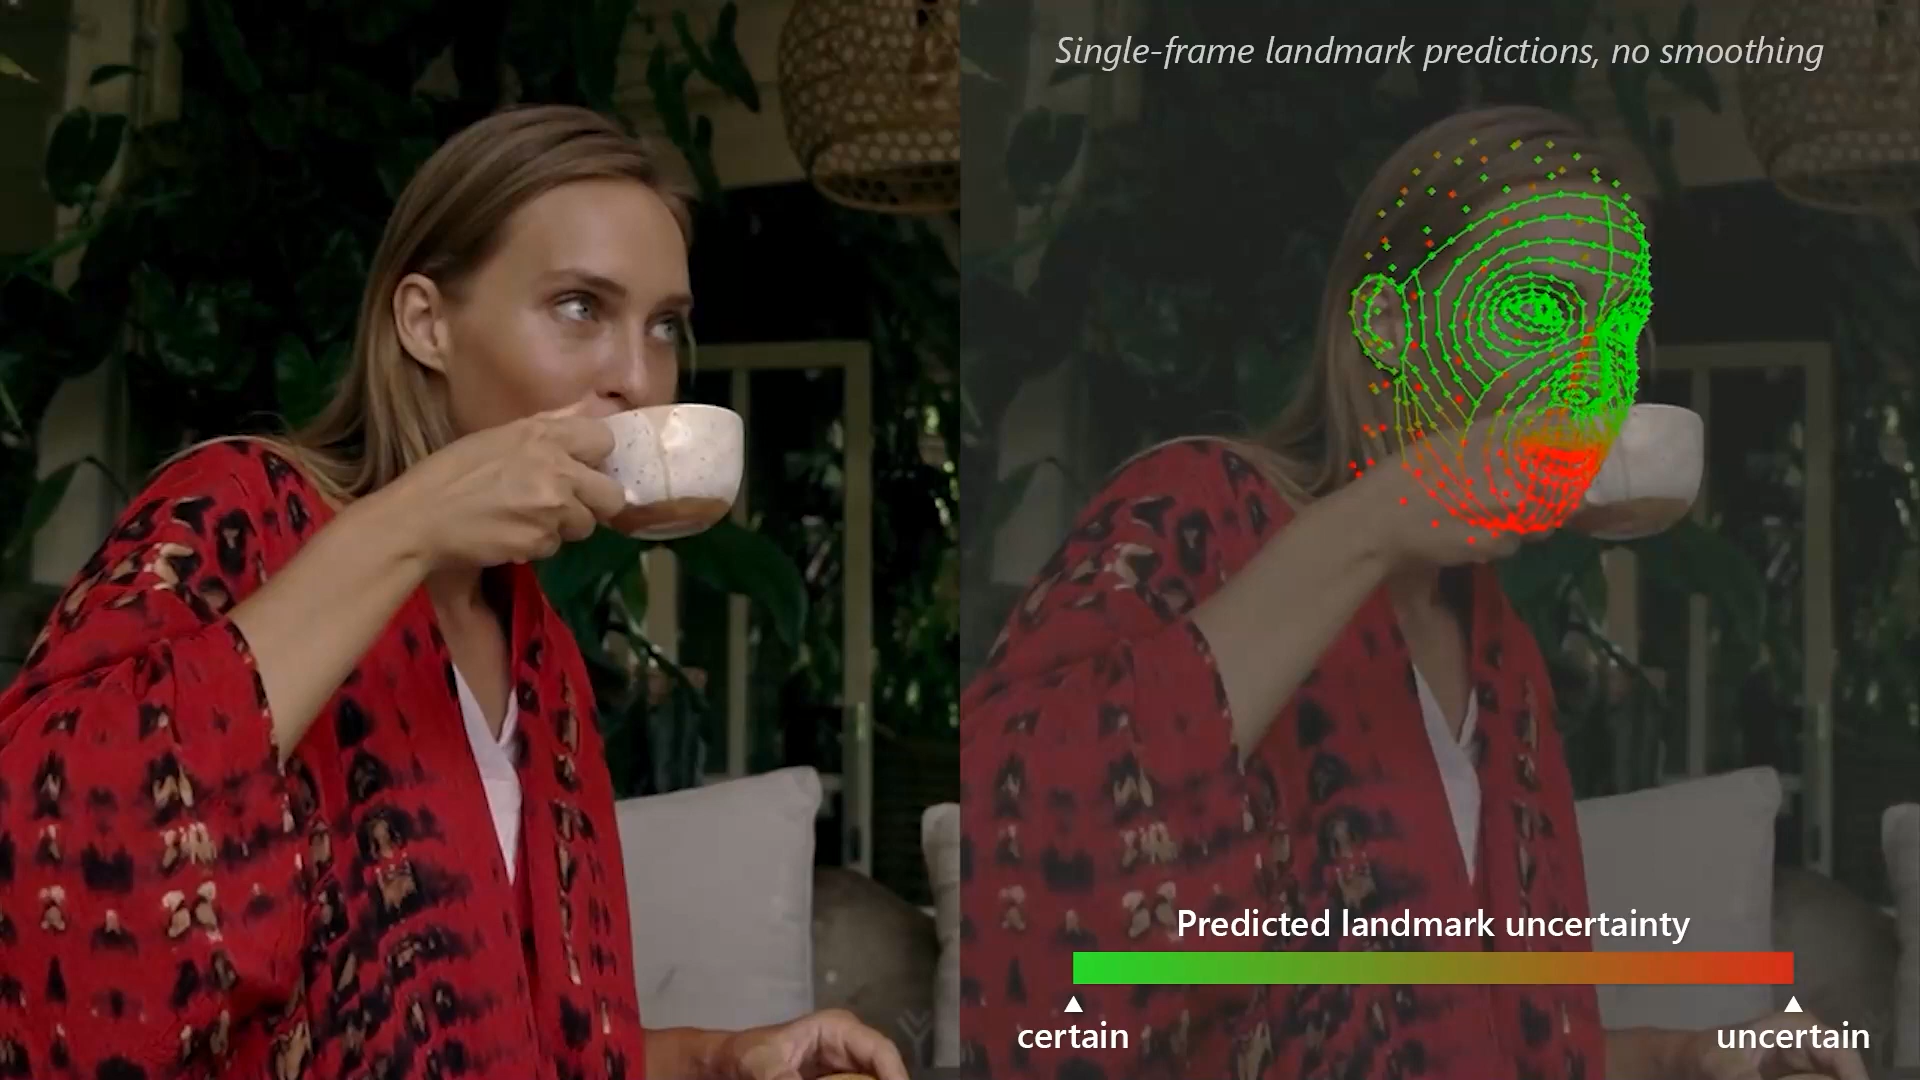 Single-frame landmark predictions, no smoothing
Predicted landmark uncertainty
certain
uncertain